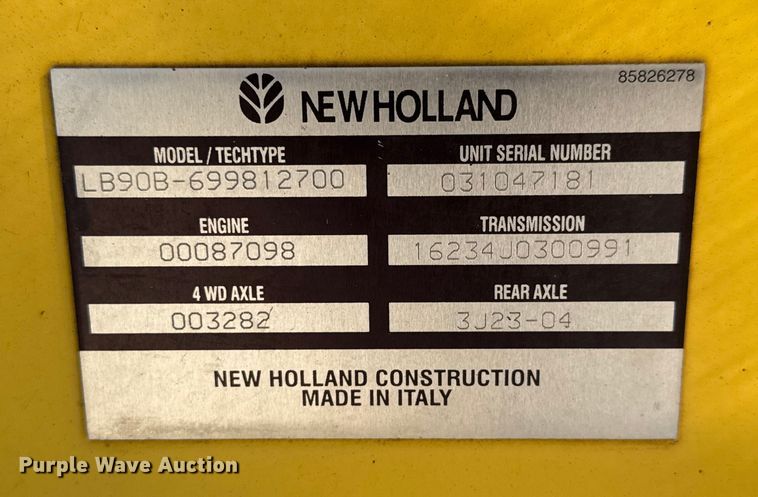 85826278
NEW HOLLAND
MODEL / TECHTYPE
LB90B-699812700
UNIT SERIAL NUMBER
031047181
ENGINE
00087098
TRANSMISSION
16234J0300991
4 WD AXLE
003282
REAR AXLE
3J23-04
NEW HOLLAND CONSTRUCTION
MADE IN ITALY
Purple Wave Auction